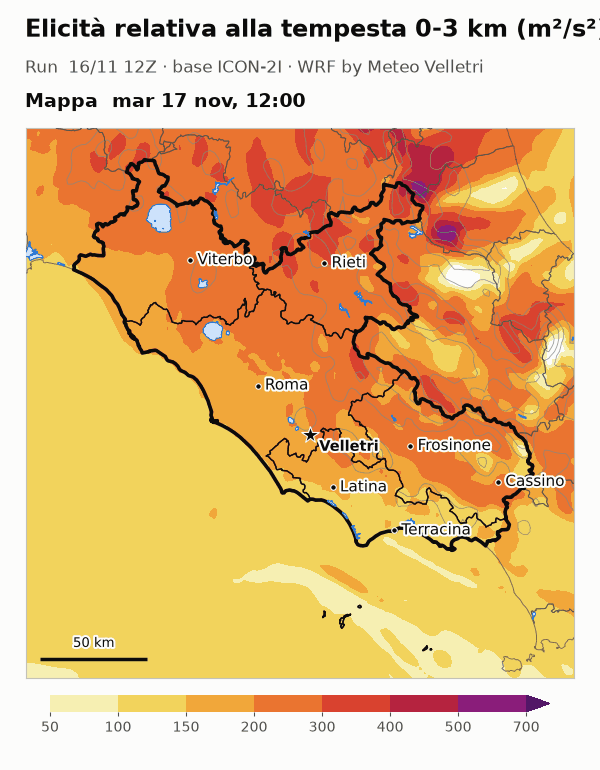 Elicità relativa alla tempesta 0-3 km (m²/s²)
Run 16/11 12Z · base ICON-2I · WRF by Meteo Velletri
Mappa mar 17 nov, 12:00
Viterbo
Rieti
Roma
Velletri
Frosinone
Latina
Cassino
Terracina
50 km
50 100 150 200 300 400 500 700